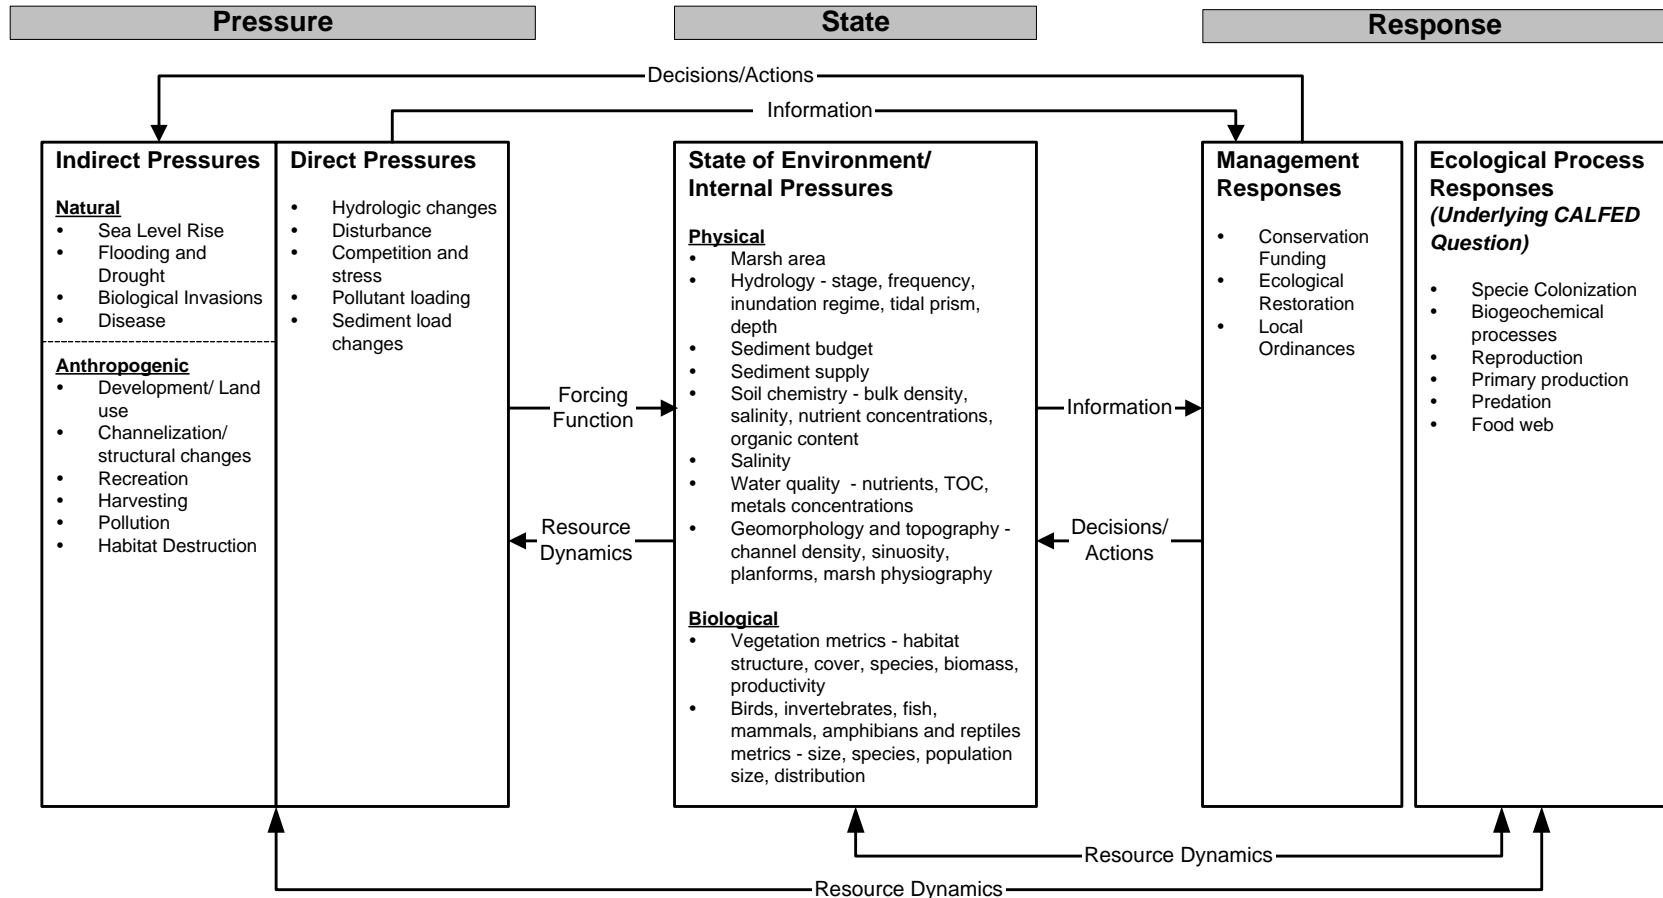 Pressure
State
Response
Decisions/Actions
Information
Indirect Pressures
Natural
• Sea Level Rise
• Flooding and
Drought
• Biological Invasions
• Disease
Anthropogenic
• Development/ Land
use
• Channelization/
structural changes
• Recreation
• Harvesting
• Pollution
• Habitat Destruction
Direct Pressures
• Hydrologic changes
• Disturbance
• Competition and
stress
• Pollutant loading
• Sediment load
changes
Forcing
Function
Resource
Dynamics
State of Environment/
Internal Pressures
Physical
• Marsh area
• Hydrology - stage, frequency,
inundation regime, tidal prism,
depth
• Sediment budget
• Sediment supply
• Soil chemistry - bulk density,
salinity, nutrient concentrations,
organic content
• Salinity
• Water quality - nutrients, TOC,
metals concentrations
• Geomorphology and topography -
channel density, sinuosity,
planforms, marsh physiography
Biological
• Vegetation metrics - habitat
structure, cover, species, biomass,
productivity
• Birds, invertebrates, fish,
mammals, amphibians and reptiles
metrics - size, species, population
size, distribution
Information
Decisions/
Actions
Management
Responses
• Conservation
Funding
• Ecological
Restoration
• Local
Ordinances
Ecological Process
Responses
(Underlying CALFED
Question)
• Specie Colonization
• Biogeochemical
processes
• Reproduction
• Primary production
• Predation
• Food web
Resource Dynamics
Resource Dynamics